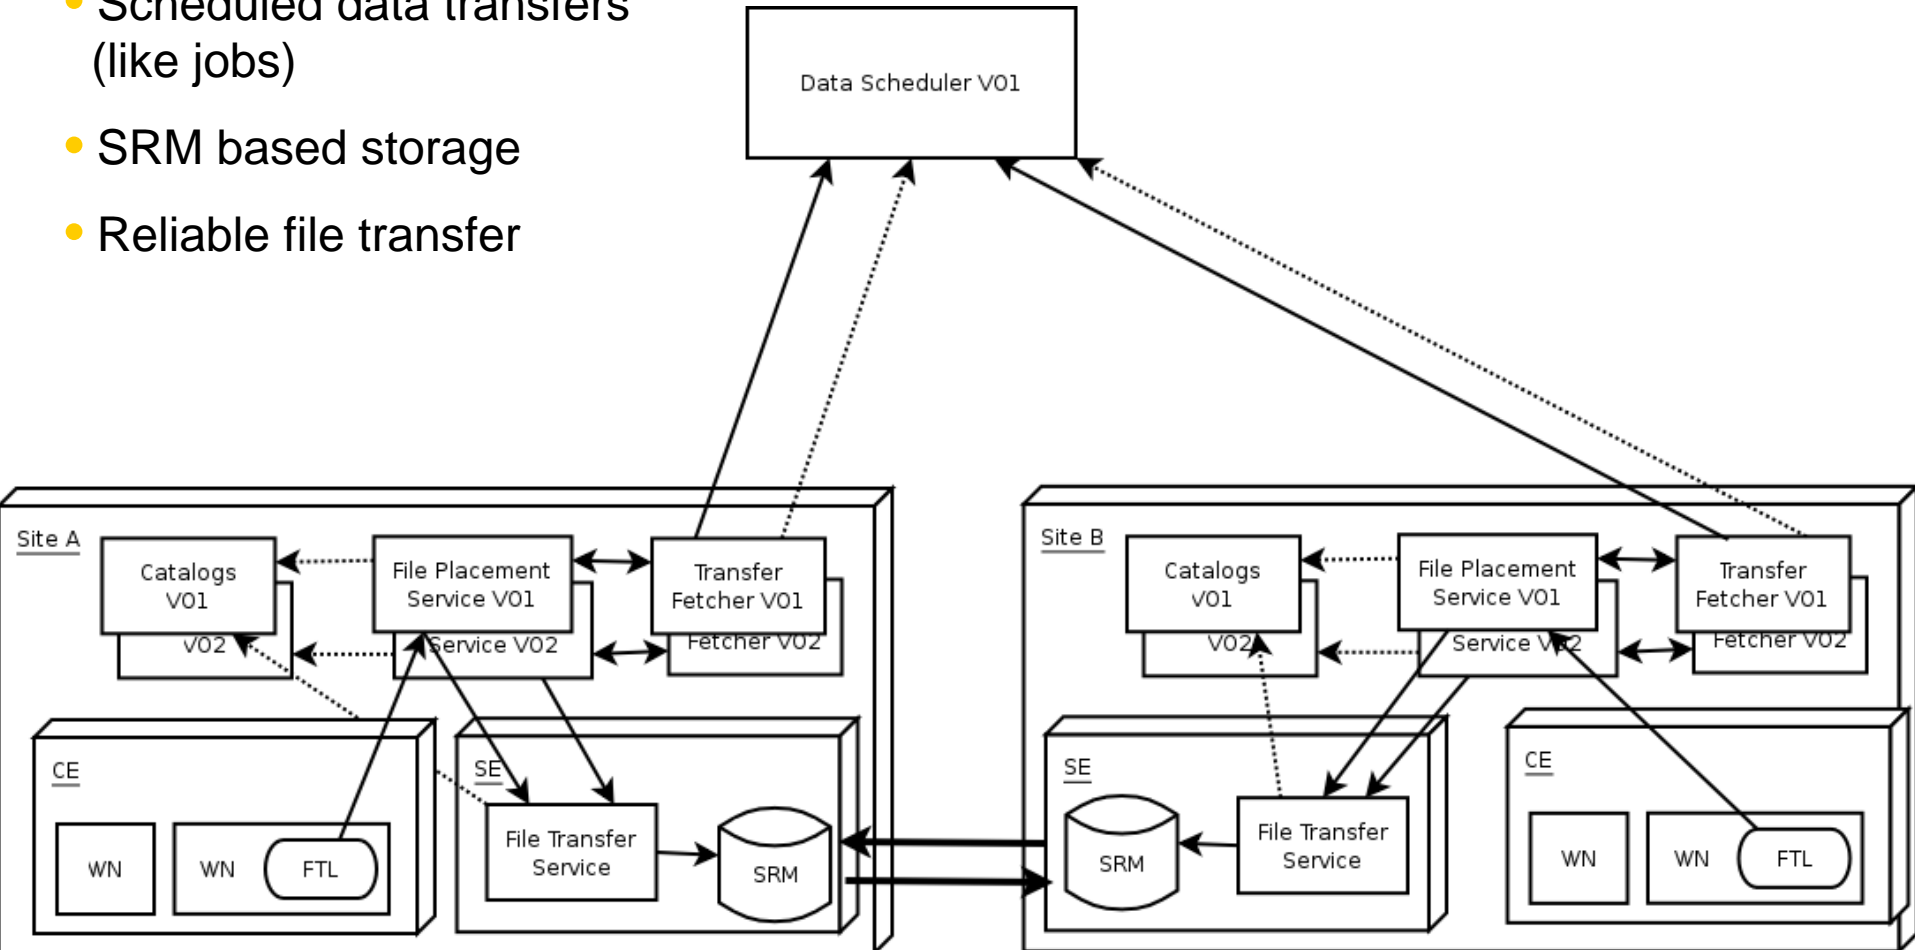 • Scheduled data transfers
(like jobs)
• SRM based storage
• Reliable file transfer
Data Scheduler VO1
Site A
Catalogs
VO1
VO2
File Placement
Service VO1
Service VO2
Transfer
Fetcher VO1
Fetcher VO2
CE
WN
WN
FTL
SE
File Transfer
Service
SRM
Site B
Catalogs
VO1
VO2
File Placement
Service VO1
Service VO2
Transfer
Fetcher VO1
Fetcher VO2
SE
SRM
File Transfer
Service
CE
WN
WN
FTL